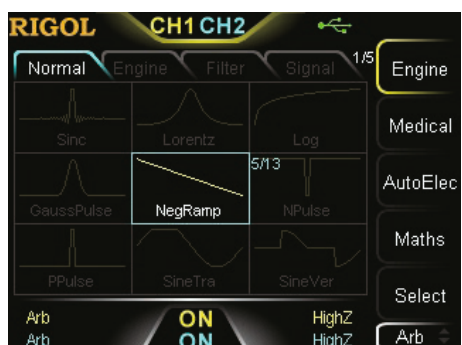 RIGOL CH1 CH2
Normal Engine Filter Signal 1/5
Engine
Sinc Lorentz Log
Medical
5/13
AutoElec
GaussPulse NegRamp NPulse
Maths
PPulse SineTra SineVer
Select
Arb ON HighZ
Arb ON HighZ
Arb